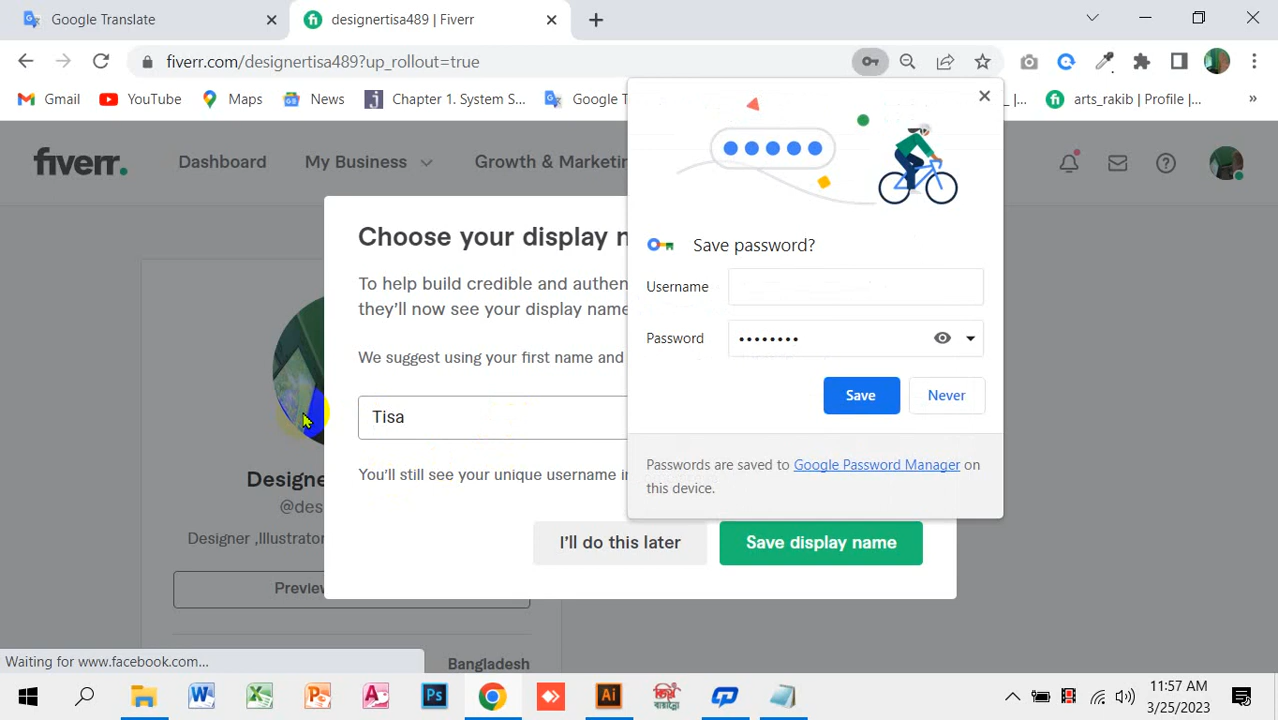 Google Translate
designertisa489 | Fiverr
fiverr.com/designertisa489?up_rollout=true
Gmail
YouTube
Maps
News
Chapter 1. System S...
Google T
arts_rakib | Profile |...
»
fiverr.
Dashboard
My Business
Growth & Marketin
Choose your display n
To help build credible and authen
they'll now see your display name
We suggest using your first name and
Tisa
You'll still see your unique username i
I'll do this later
Save display name
Save password?
Username
Password
••••••••
Save
Never
Passwords are saved to Google Password Manager on
this device.
Designe
@des
Designer ,Illustrator
Preview
Bangladesh
Waiting for www.facebook.com...
W
X
P
A
Ps
Ai
11:57 AM
3/25/2023